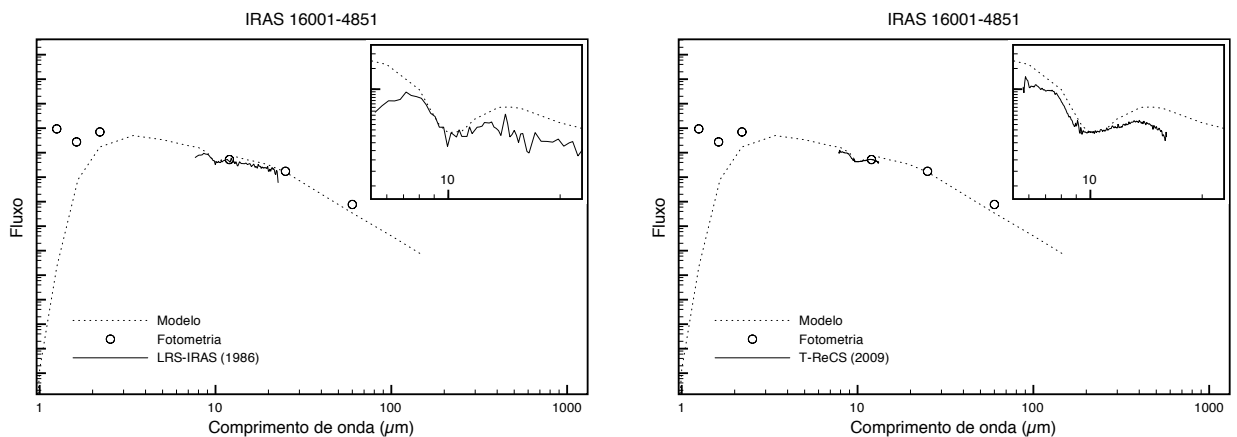 IRAS 16001-4851
Fluxo
10
Modelo
Fotometria
LRS-IRAS (1986)
1 10 100 1000
Comprimento de onda (µm)
IRAS 16001-4851
Fluxo
10
Modelo
Fotometria
T-ReCS (2009)
1 10 100 1000
Comprimento de onda (µm)